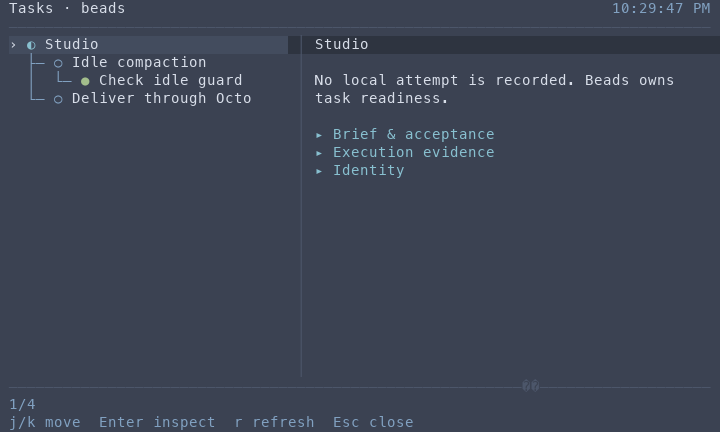 Tasks · beads 10:29:47 PM
› ◐ Studio
├─ ○ Idle compaction
│ └─ ● Check idle guard
└─ ○ Deliver through Octo
Studio
No local attempt is recorded. Beads owns
task readiness.
▸ Brief & acceptance
▸ Execution evidence
▸ Identity
1/4
j/k move Enter inspect r refresh Esc close